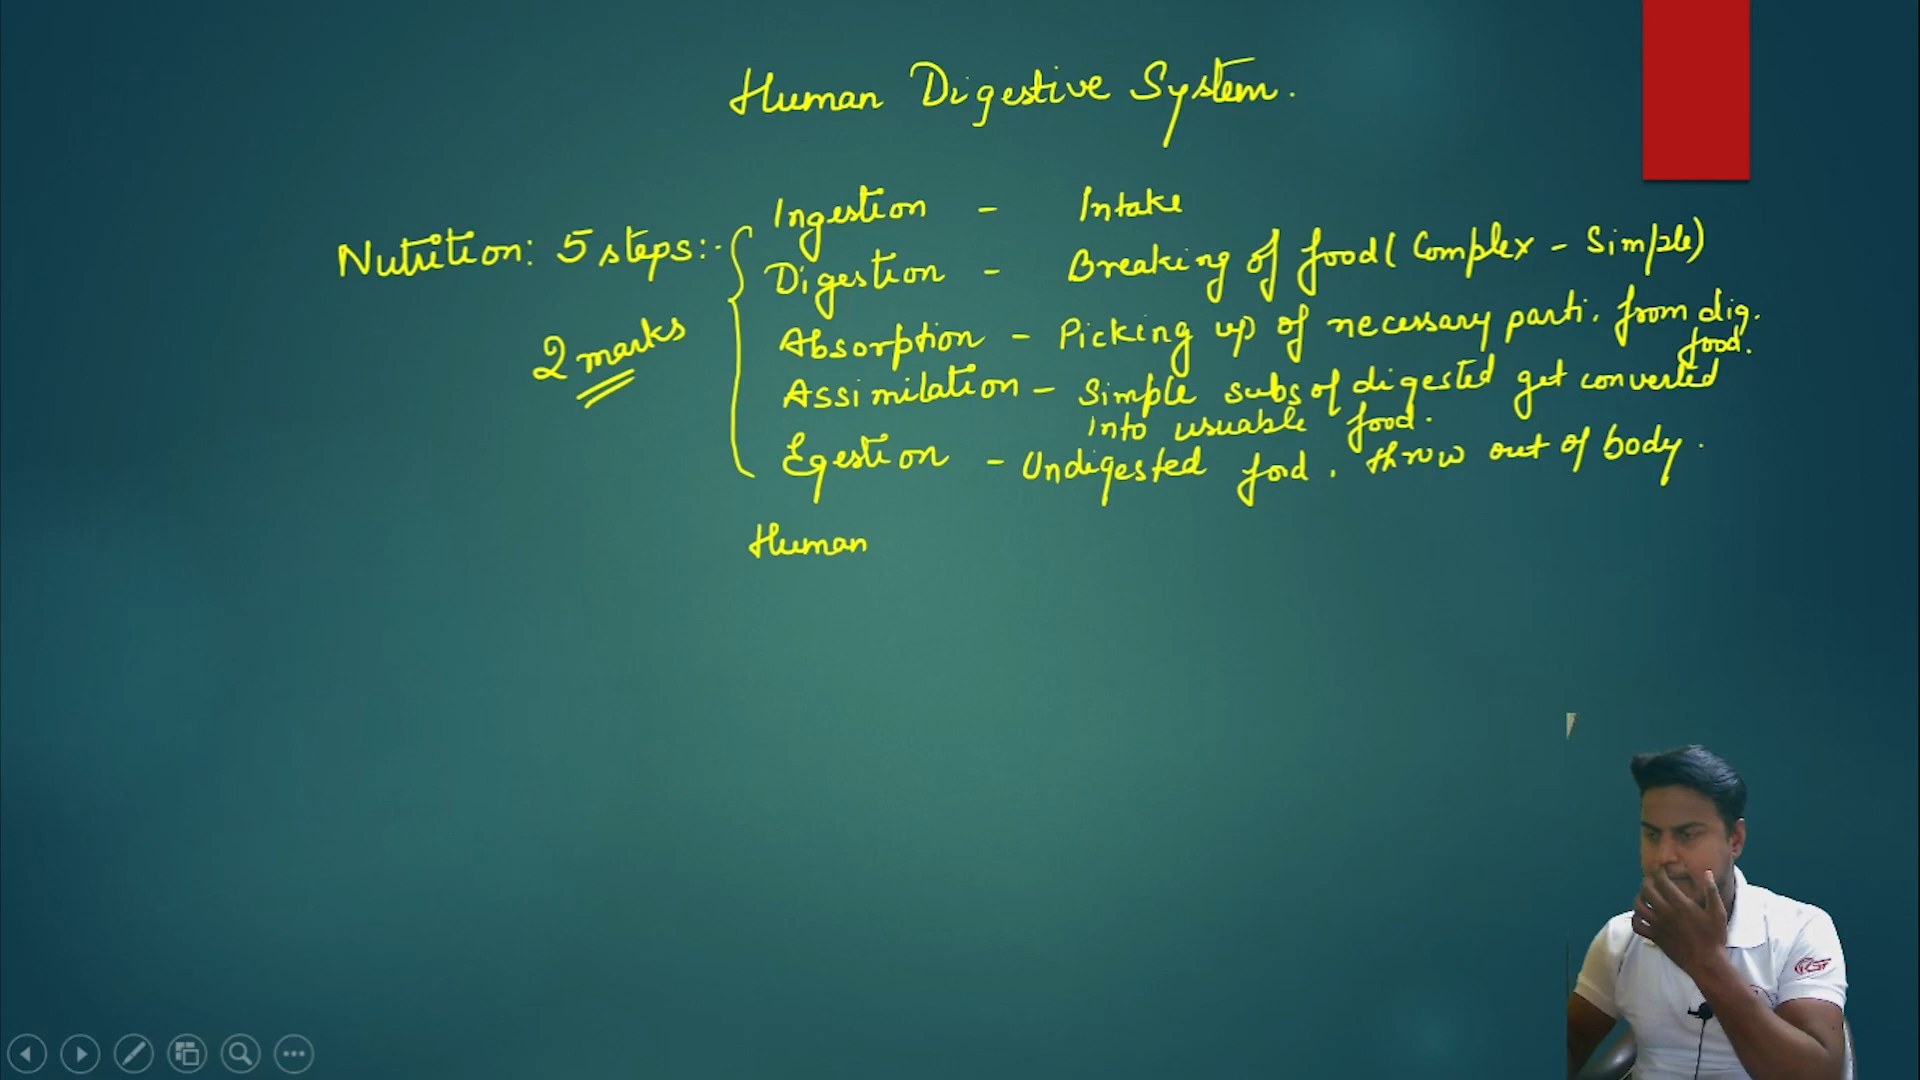 Human Digestive System.
Nutrition: 5 steps:-
2 marks
Ingestion - Intake
Digestion - Breaking of food (Complex - Simple)
Absorption - Picking up of necessary parti. from dig. food.
Assimilation - Simple subs of digested get converted
into usuable food.
Egestion - Undigested food. throw out of body.
Human